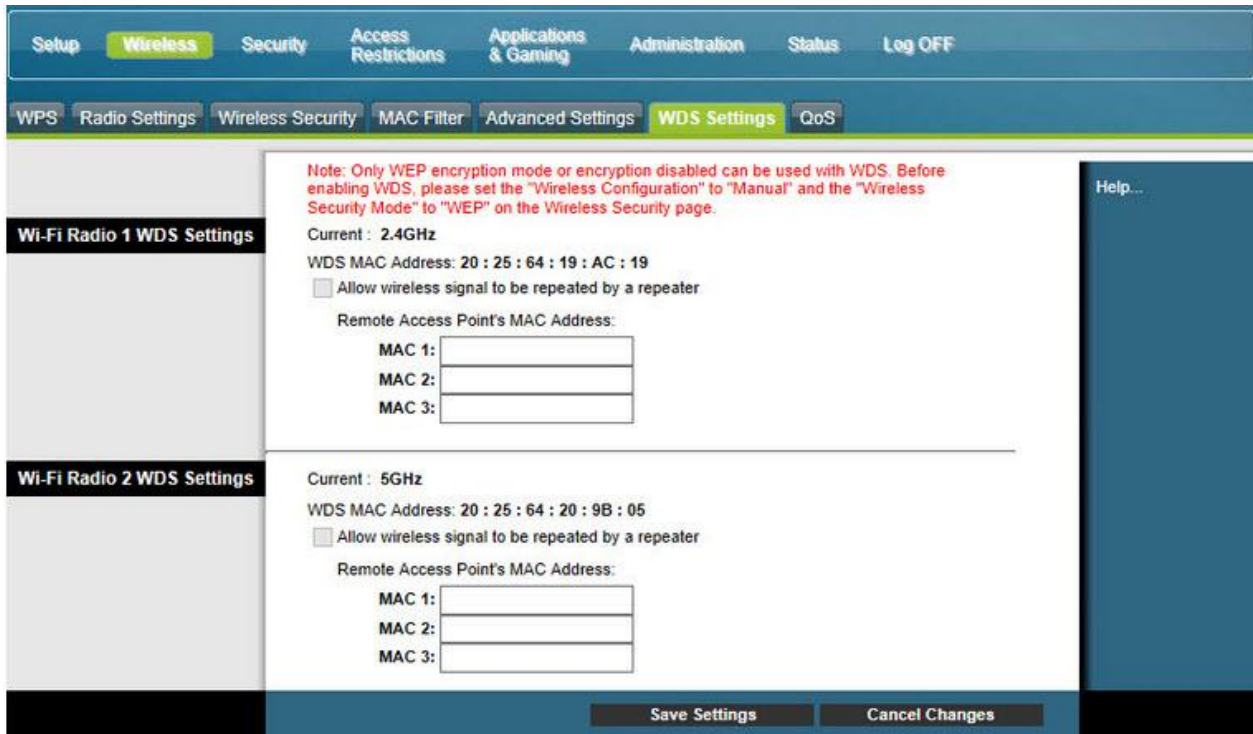 Setup Wireless Security Access Restrictions Applications & Gaming Administration Status Log OFF
WPS Radio Settings Wireless Security MAC Filter Advanced Settings WDS Settings QoS
Note: Only WEP encryption mode or encryption disabled can be used with WDS. Before
enabling WDS, please set the "Wireless Configuration" to "Manual" and the "Wireless
Security Mode" to "WEP" on the Wireless Security page.
Help...
Wi-Fi Radio 1 WDS Settings
Current : 2.4GHz
WDS MAC Address: 20 : 25 : 64 : 19 : AC : 19
Allow wireless signal to be repeated by a repeater
Remote Access Point's MAC Address:
MAC 1:
MAC 2:
MAC 3:
Wi-Fi Radio 2 WDS Settings
Current : 5GHz
WDS MAC Address: 20 : 25 : 64 : 20 : 9B : 05
Allow wireless signal to be repeated by a repeater
Remote Access Point's MAC Address:
MAC 1:
MAC 2:
MAC 3:
Save Settings Cancel Changes